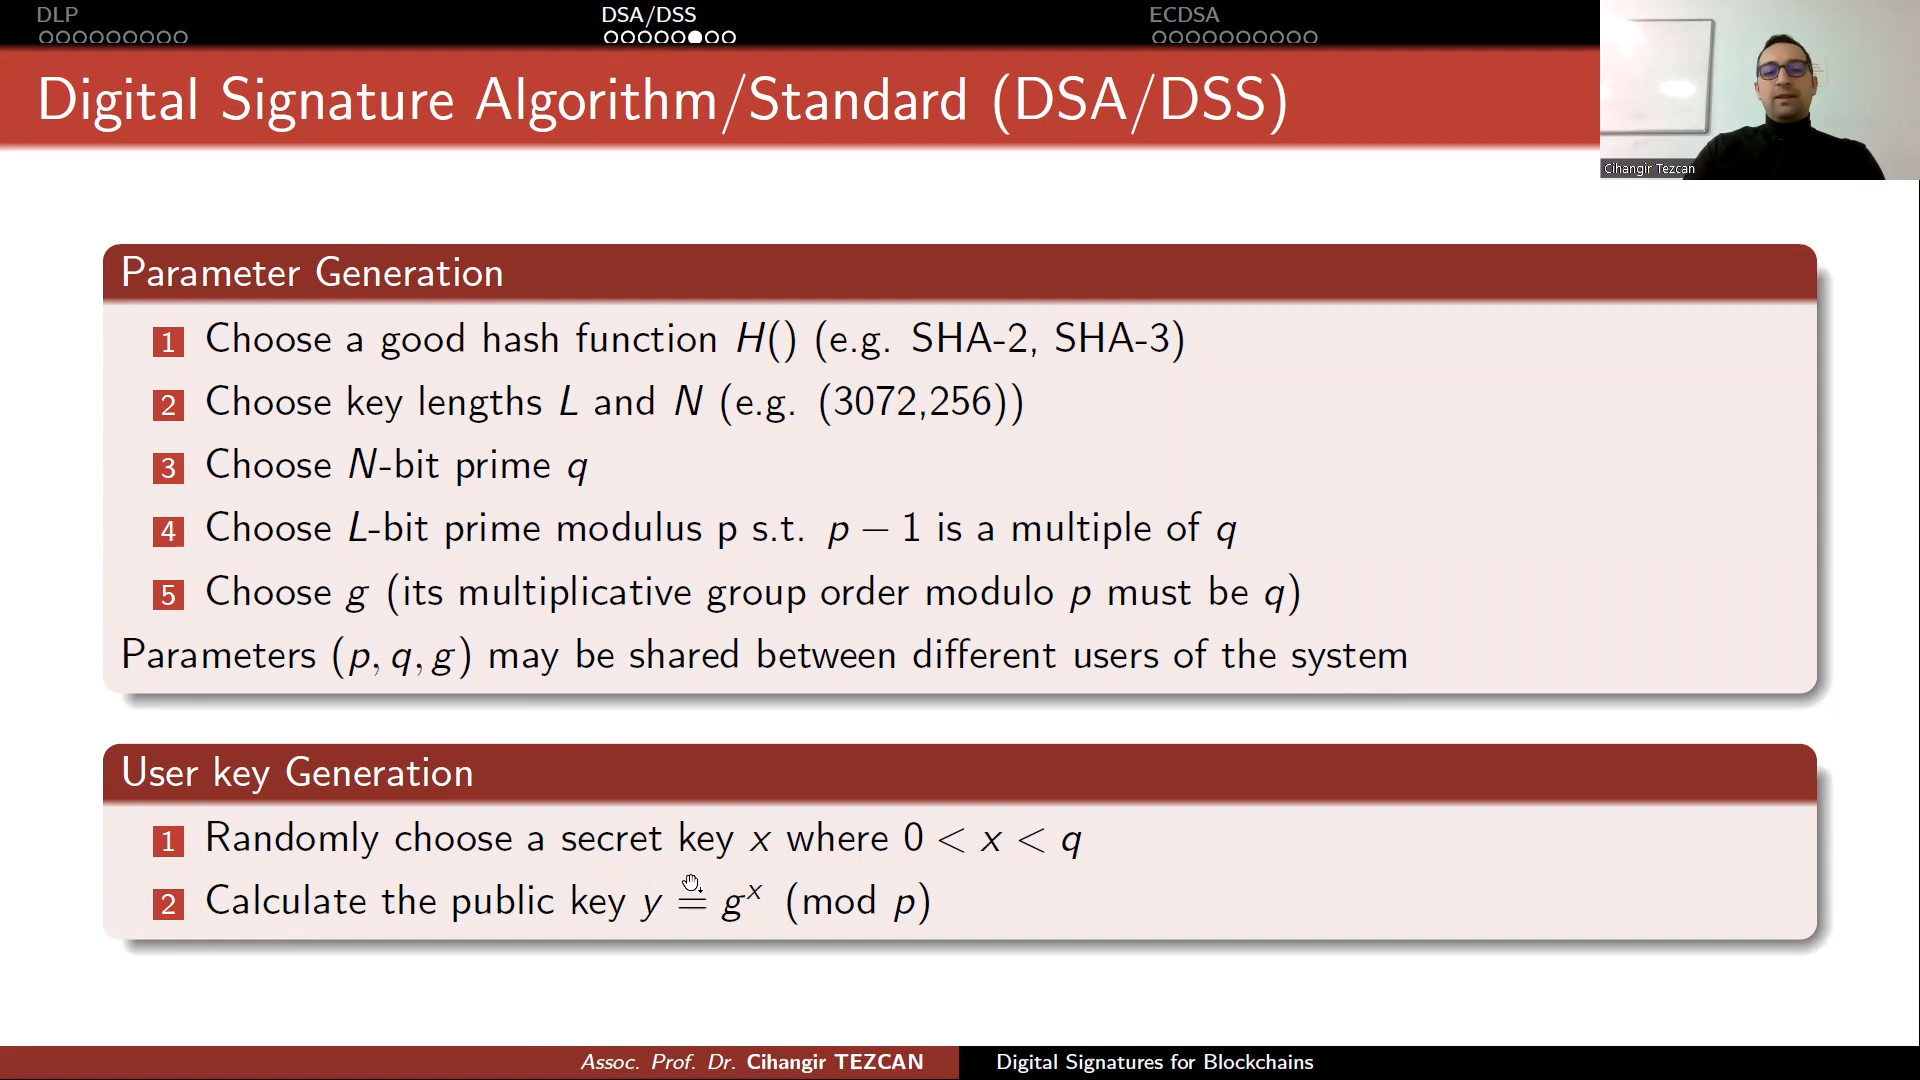 DLP
DSA/DSS
ECDSA
Digital Signature Algorithm/Standard (DSA/DSS)
Cihangir Tezcan
Parameter Generation
1 Choose a good hash function H() (e.g. SHA-2, SHA-3)
2 Choose key lengths L and N (e.g. (3072,256))
3 Choose N-bit prime q
4 Choose L-bit prime modulus p s.t. p − 1 is a multiple of q
5 Choose g (its multiplicative group order modulo p must be q)
Parameters (p, q, g) may be shared between different users of the system
User key Generation
1 Randomly choose a secret key x where 0 < x < q
2 Calculate the public key y = gˣ (mod p)
Assoc. Prof. Dr. Cihangir TEZCAN
Digital Signatures for Blockchains